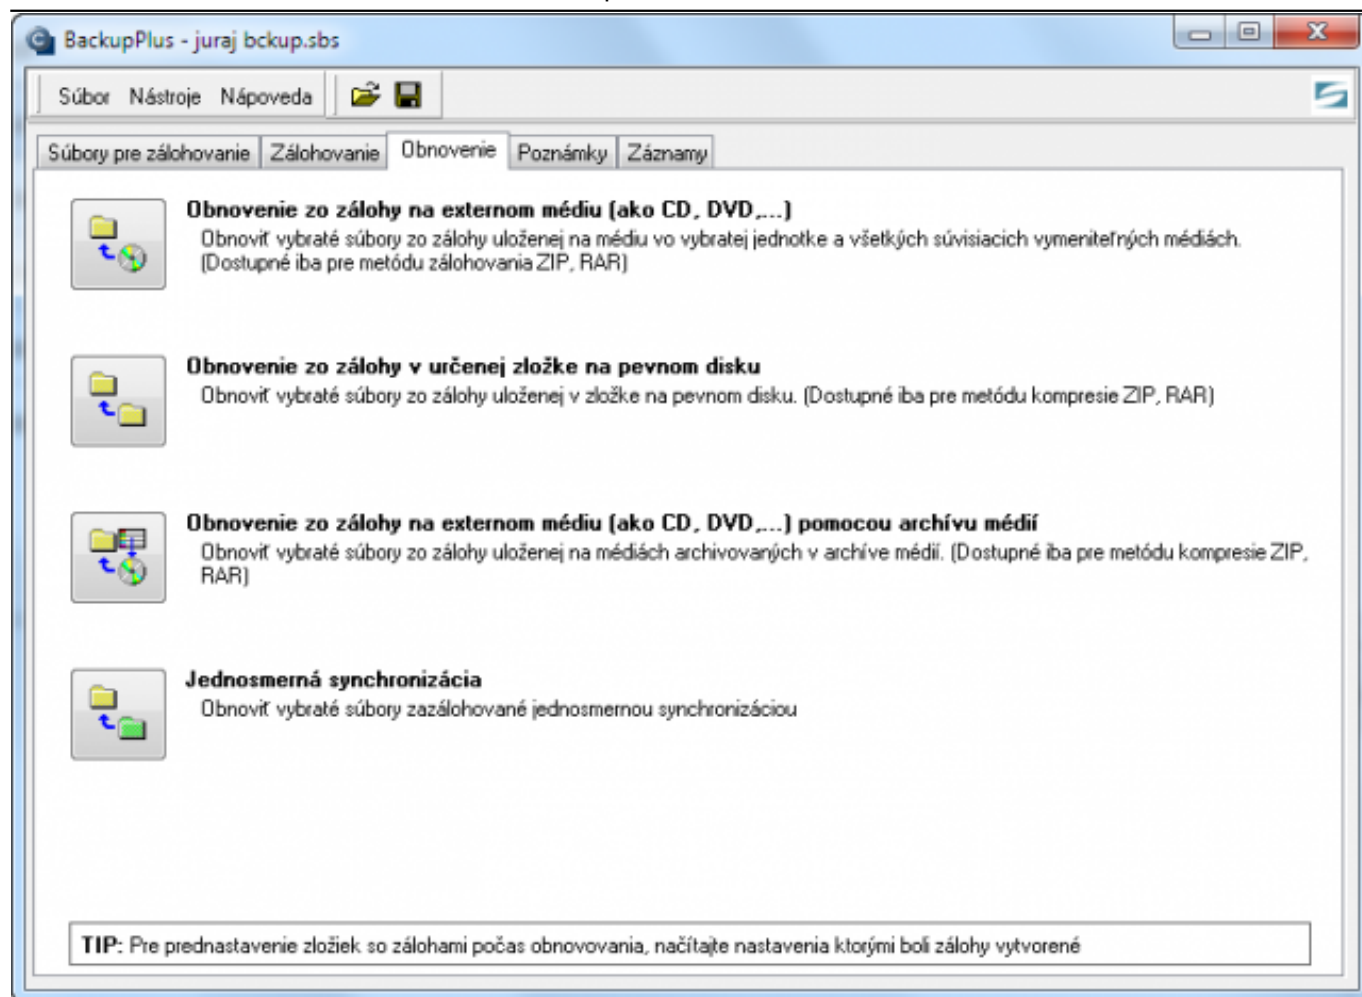 BackupPlus - juraj bckup.sbs
Súbor Nástroje Nápoveda
Súbory pre zálohovanie Zálohovanie Obnovenie Poznámky Záznamy
Obnovenie zo zálohy na externom médiu (ako CD, DVD,...)
Obnoviť vybraté súbory zo zálohy uloženej na médiu vo vybratej jednotke a všetkých súvisiacich vymeniteľných médiách.
(Dostupné iba pre metódu zálohovania ZIP, RAR)
Obnovenie zo zálohy v určenej zložke na pevnom disku
Obnoviť vybraté súbory zo zálohy uloženej v zložke na pevnom disku. (Dostupné iba pre metódu kompresie ZIP, RAR)
Obnovenie zo zálohy na externom médiu (ako CD, DVD,...) pomocou archívu médií
Obnoviť vybraté súbory zo zálohy uloženej na médiách archivovaných v archíve médií. (Dostupné iba pre metódu kompresie ZIP,
RAR)
Jednosmerná synchronizácia
Obnoviť vybraté súbory zazálohované jednosmernou synchronizáciou
TIP: Pre prednastavenie zložiek so zálohami počas obnovovania, načítajte nastavenia ktorými boli zálohy vytvorené